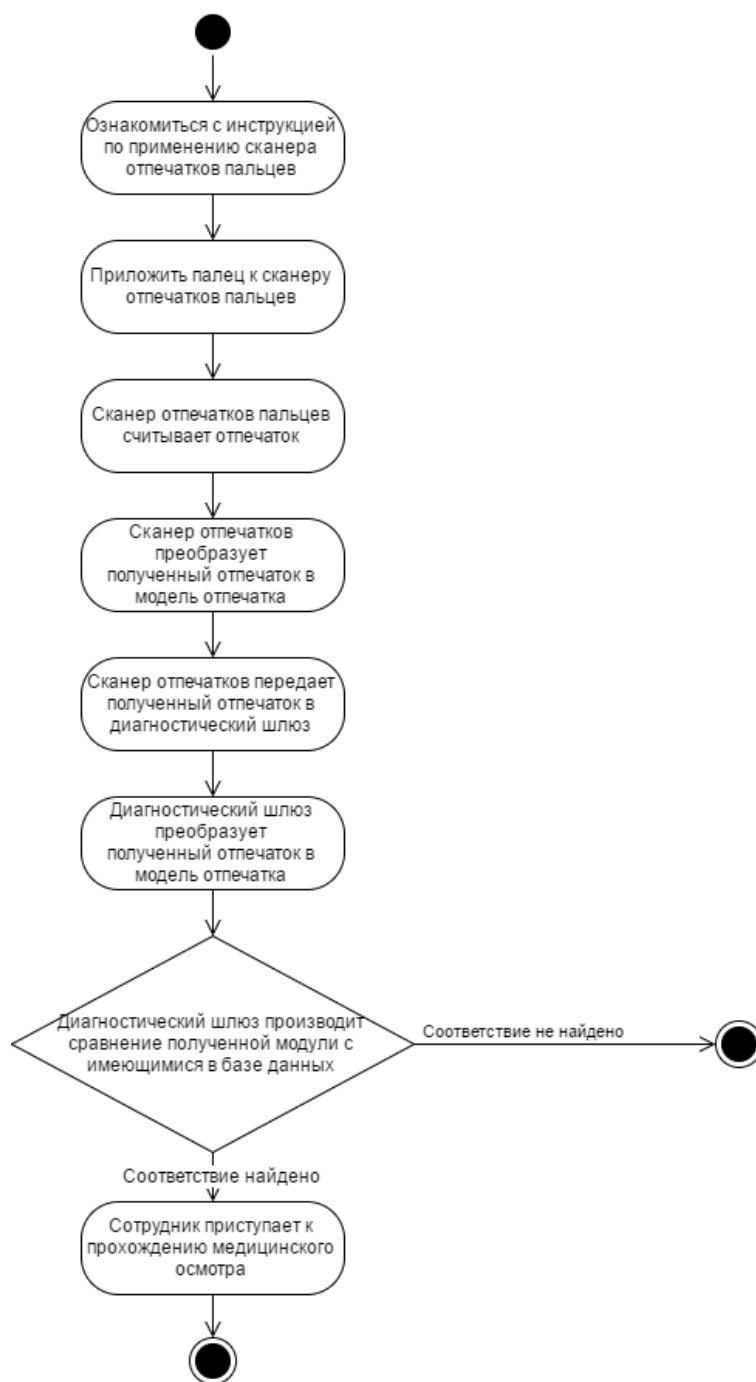 Ознакомиться с инструкцией
по применению сканера
отпечатков пальцев
Приложить палец к сканеру
отпечатков пальцев
Сканер отпечатков пальцев
считывает отпечаток
Сканер отпечатков
преобразует
полученный отпечаток в
модель отпечатка
Сканер отпечатков передает
полученный отпечаток в
диагностический шлюз
Диагностический шлюз
преобразует
полученный отпечаток в
модель отпечатка
Диагностический шлюз производит
сравнение полученной модули с
имеющимися в базе данных
Соответствие не найдено
Соответствие найдено
Сотрудник приступает к
прохождению медицинского
осмотра